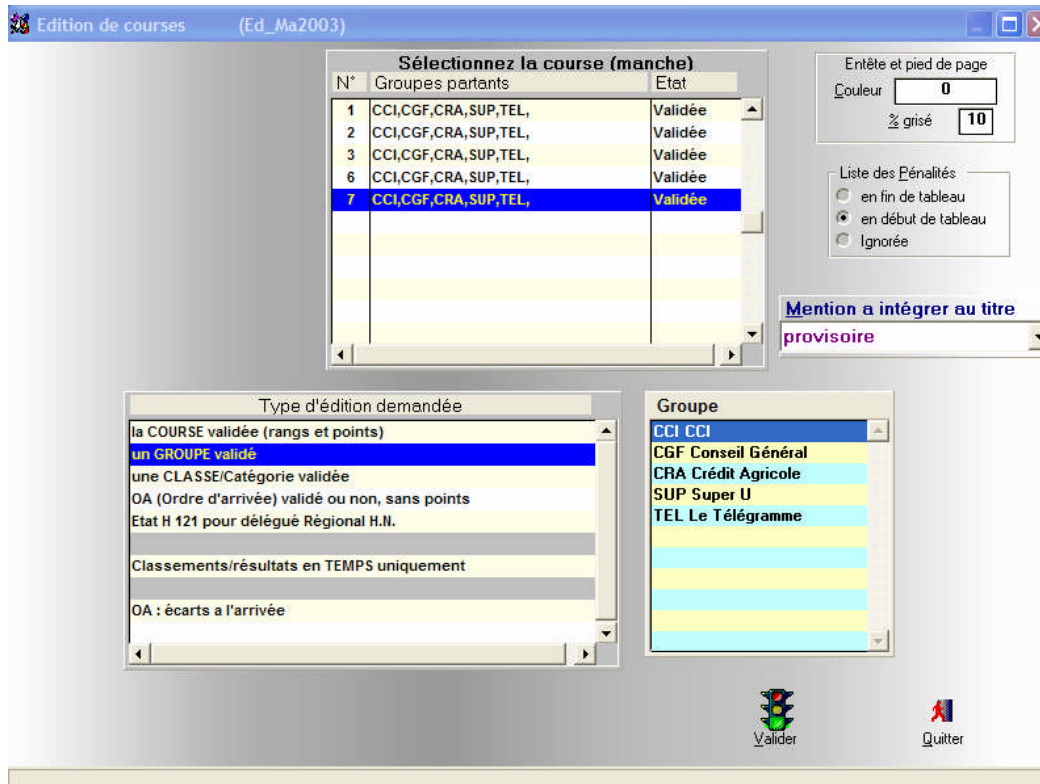 Edition de courses (Ed_Ma2003)
Sélectionnez la course (manche)
N° Groupes partants Etat
1 CCI,CGF,CRA,SUP,TEL, Validée
2 CCI,CGF,CRA,SUP,TEL, Validée
3 CCI,CGF,CRA,SUP,TEL, Validée
6 CCI,CGF,CRA,SUP,TEL, Validée
7 CCI,CGF,CRA,SUP,TEL, Validée
Entête et pied de page
Couleur 0
% grisé 10
Liste des Pénalités
en fin de tableau
en début de tableau
Ignorée
Mention a intégrer au titre
provisoire
Type d'édition demandée
la COURSE validée (rangs et points)
un GROUPE validé
une CLASSE/Catégorie validée
OA (Ordre d'arrivée) validé ou non, sans points
Etat H 121 pour délégué Régional H.N.
Classements/résultats en TEMPS uniquement
OA : écarts a l'arrivée
Groupe
CCI CCI
CGF Conseil Général
CRA Crédit Agricole
SUP Super U
TEL Le Télégramme
Valider
Quitter